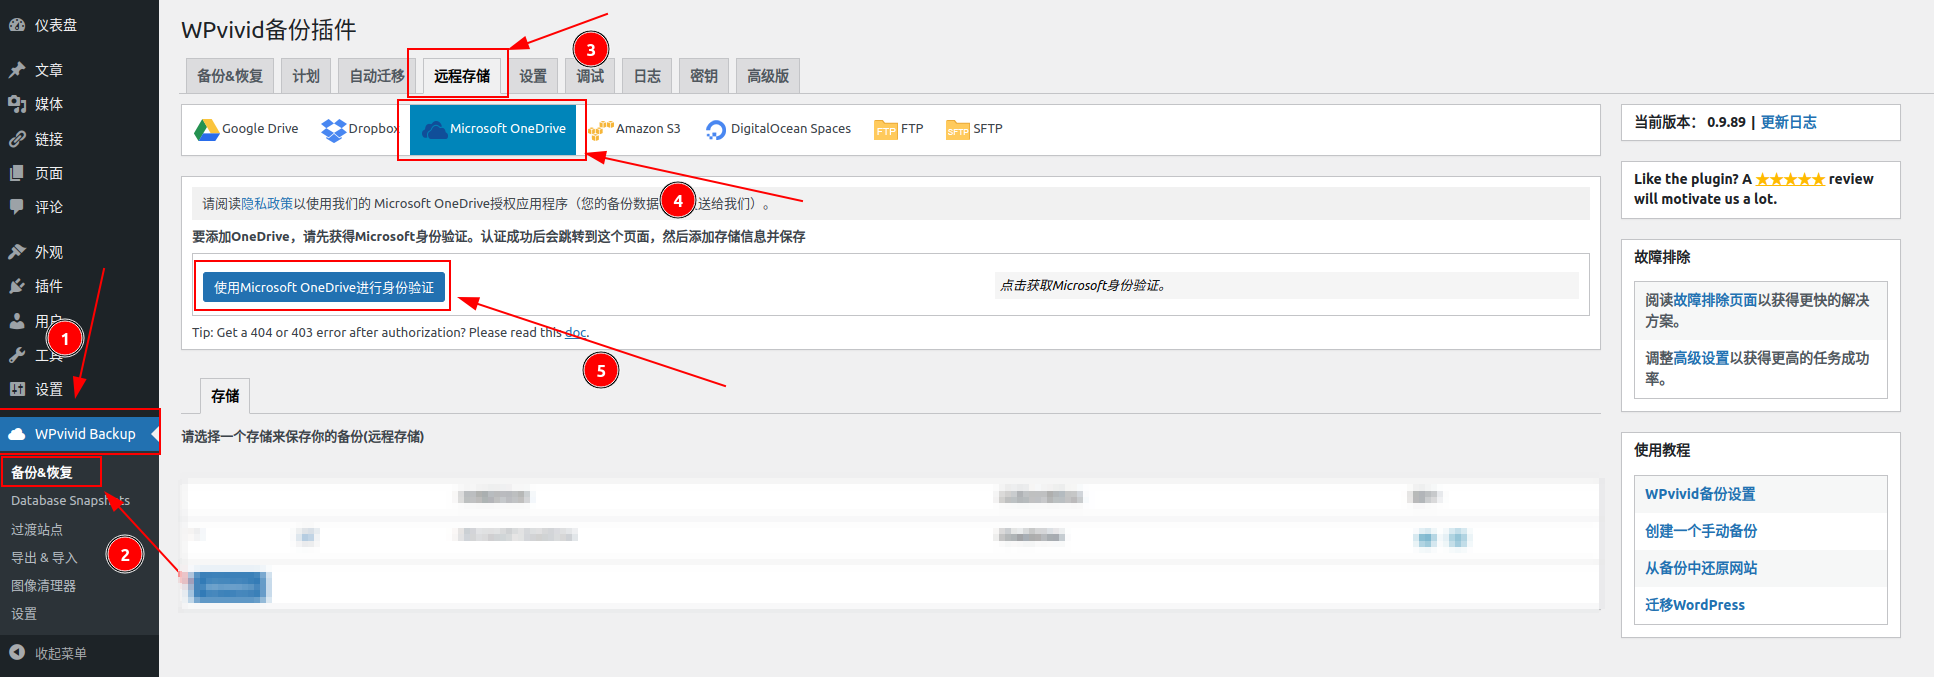 仪表盘
文章
媒体
链接
页面
评论
外观
插件
用户
1
工具
设置
WPvivid Backup
备份&恢复
Database Snapshots
过渡站点
导出 & 导入
2
图像清理器
设置
收起菜单
WPvivid备份插件
3
备份&恢复
计划
自动迁移
远程存储
设置
调试
日志
密钥
高级版
Google Drive
Dropbox
Microsoft OneDrive
Amazon S3
DigitalOcean Spaces
FTP FTP
SFTP SFTP
请阅读隐私政策以使用我们的 Microsoft OneDrive授权应用程序（您的备份数据 送给我们）。
4
要添加OneDrive，请先获得Microsoft身份验证。认证成功后会跳转到这个页面，然后添加存储信息并保存
使用Microsoft OneDrive进行身份验证
点击获取Microsoft身份验证。
Tip: Get a 404 or 403 error after authorization? Please read this doc.
5
存储
请选择一个存储来保存你的备份(远程存储)
当前版本： 0.9.89 | 更新日志
Like the plugin? A ★★★★★ review
will motivate us a lot.
故障排除
阅读故障排除页面以获得更快的解决
方案。
调整高级设置以获得更高的任务成功
率。
使用教程
WPvivid备份设置
创建一个手动备份
从备份中还原网站
迁移WordPress